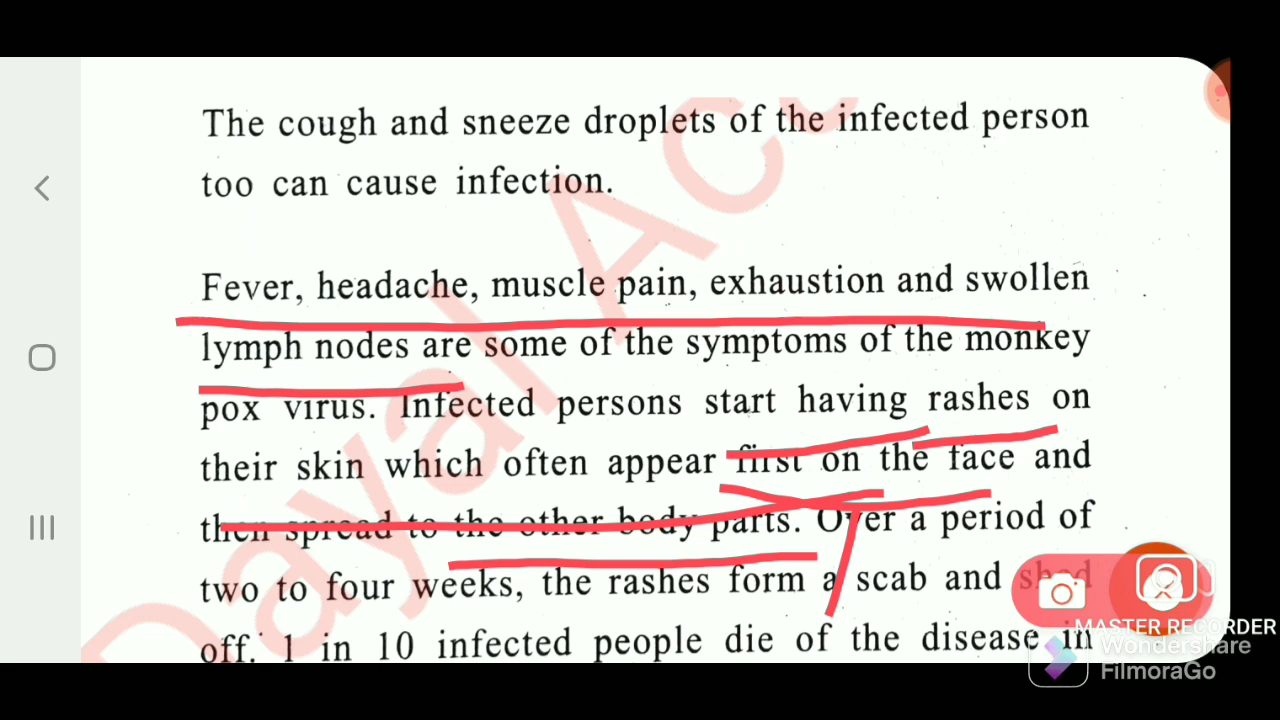 The cough and sneeze droplets of the infected person
too can cause infection.
Fever, headache, muscle pain, exhaustion and swollen
lymph nodes are some of the symptoms of the monkey
pox virus. Infected persons start having rashes on
their skin which often appear first on the face and
then spread to the other body parts. Over a period of
two to four weeks, the rashes form a scab and shed
off. 1 in 10 infected people die of the disease in
Dayal Ac
MASTER RECORDER
Wondershare
FilmoraGo